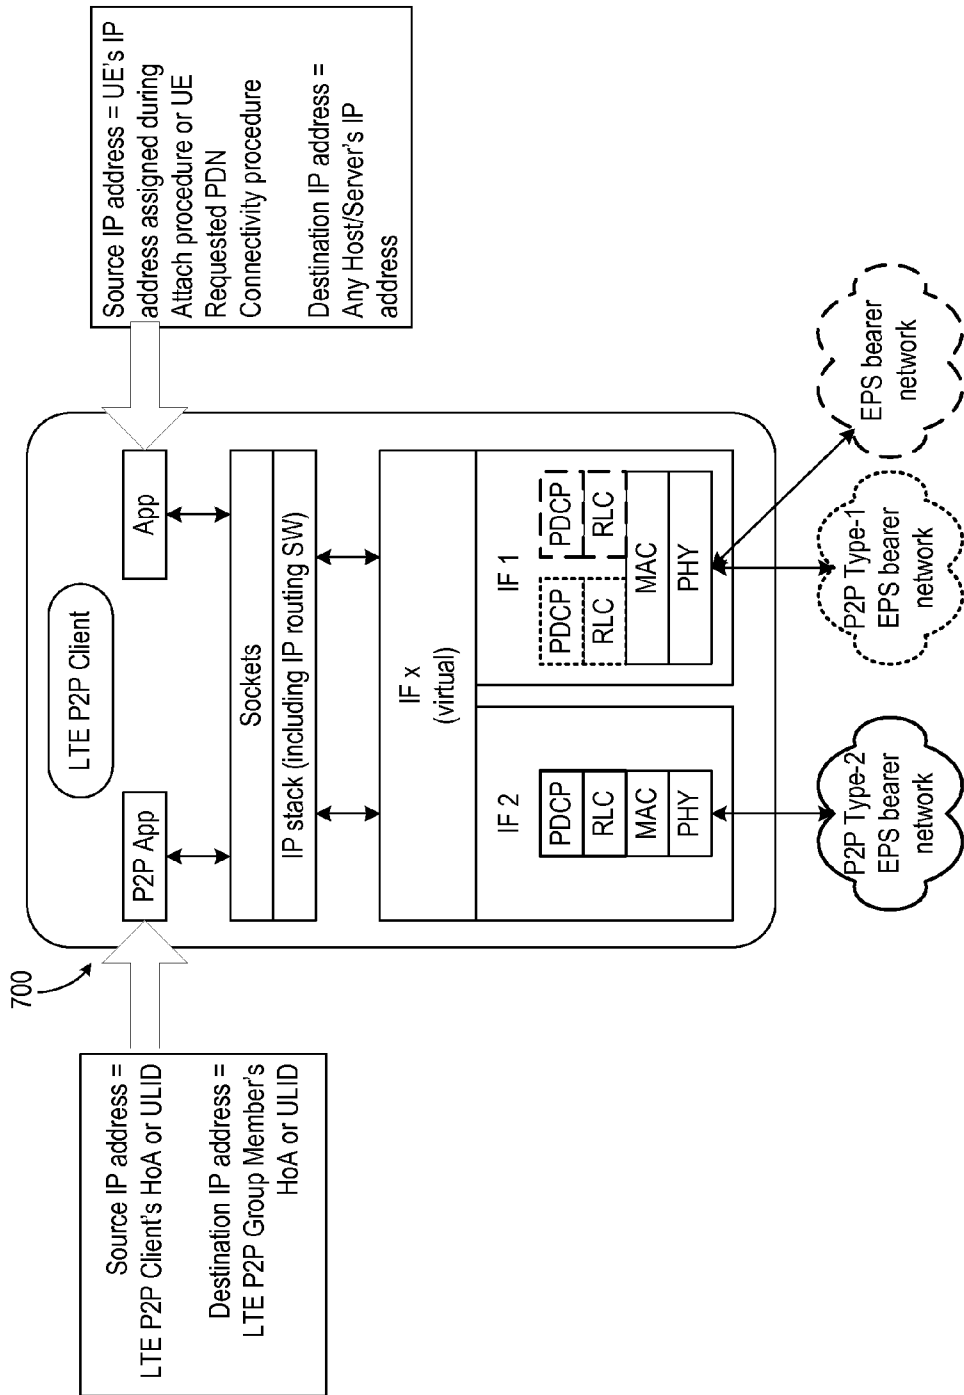 700
Source IP address =
LTE P2P Client's HoA or ULID
Destination IP address =
LTE P2P Group Member's
HoA or ULID
Source IP address = UE's IP
address assigned during
Attach procedure or UE
Requested PDN
Connectivity procedure
Destination IP address =
Any Host/Server's IP
address
LTE P2P Client
P2P App
App
Sockets
IP stack (including IP routing SW)
IF x
(virtual)
IF 2
PDCP
RLC
MAC
PHY
IF 1
PDCP
RLC
PDCP
RLC
MAC
PHY
P2P Type-2
EPS bearer
network
P2P Type-1
EPS bearer
network
EPS bearer
network